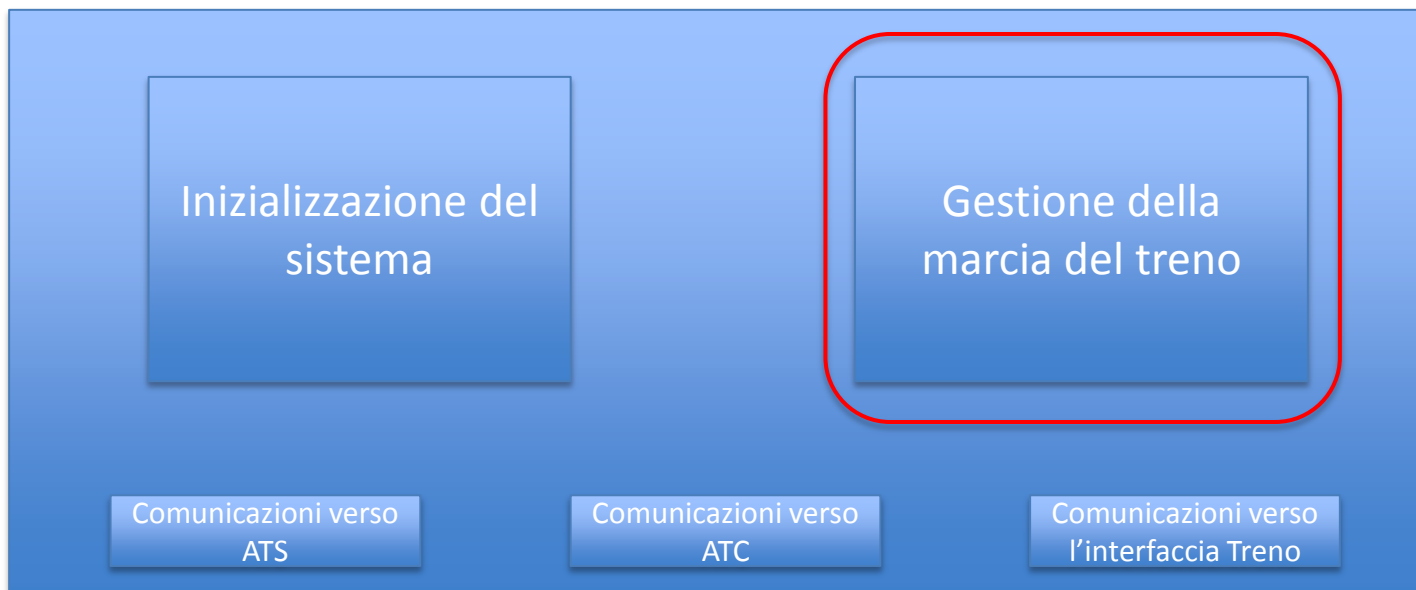 Inizializzazione del
sistema
Gestione della
marcia del treno
Comunicazioni verso
ATS
Comunicazioni verso
ATC
Comunicazioni verso
l’interfaccia Treno